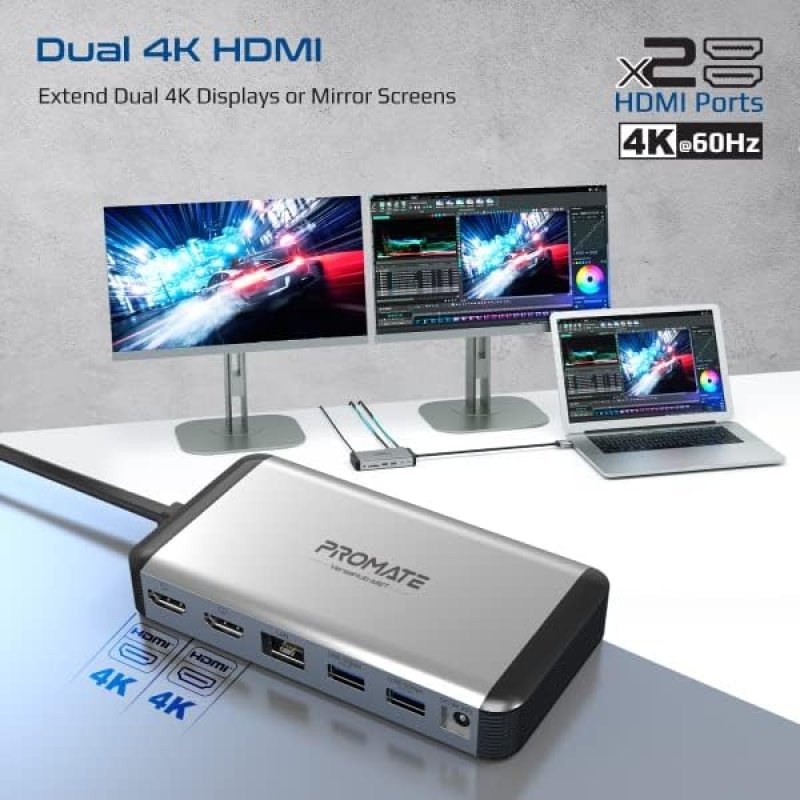 Dual 4K HDMI
Extend Dual 4K Displays or Mirror Screens
x2
HDMI Ports
4K@60Hz
PROMATE
HDMI
4K
HDMI
4K